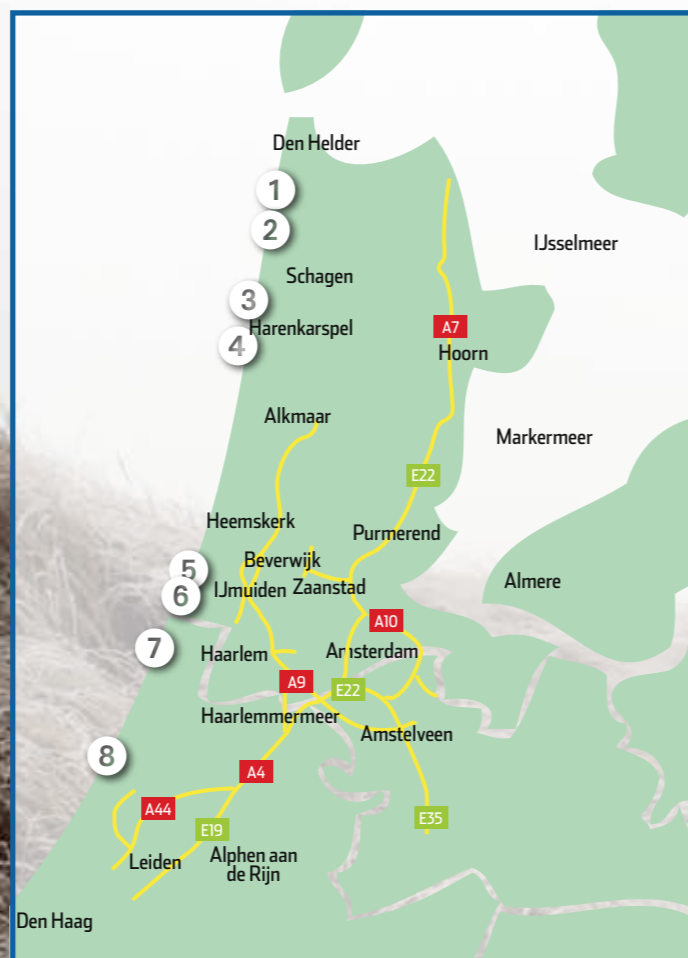 Den Helder
1
2
IJsselmeer
Schagen
3
Harenkarspel
A7
4
Hoorn
Alkmaar
Markermeer
E22
Heemskerk
Purmerend
Beverwijk
5
Almere
IJmuiden
Zaanstad
6
A10
7
Haarlem
Amsterdam
A9
E22
Haarlemmermeer
Amstelveen
8
A4
A44
E35
E19
Leiden
Alphen aan
de Rijn
Den Haag